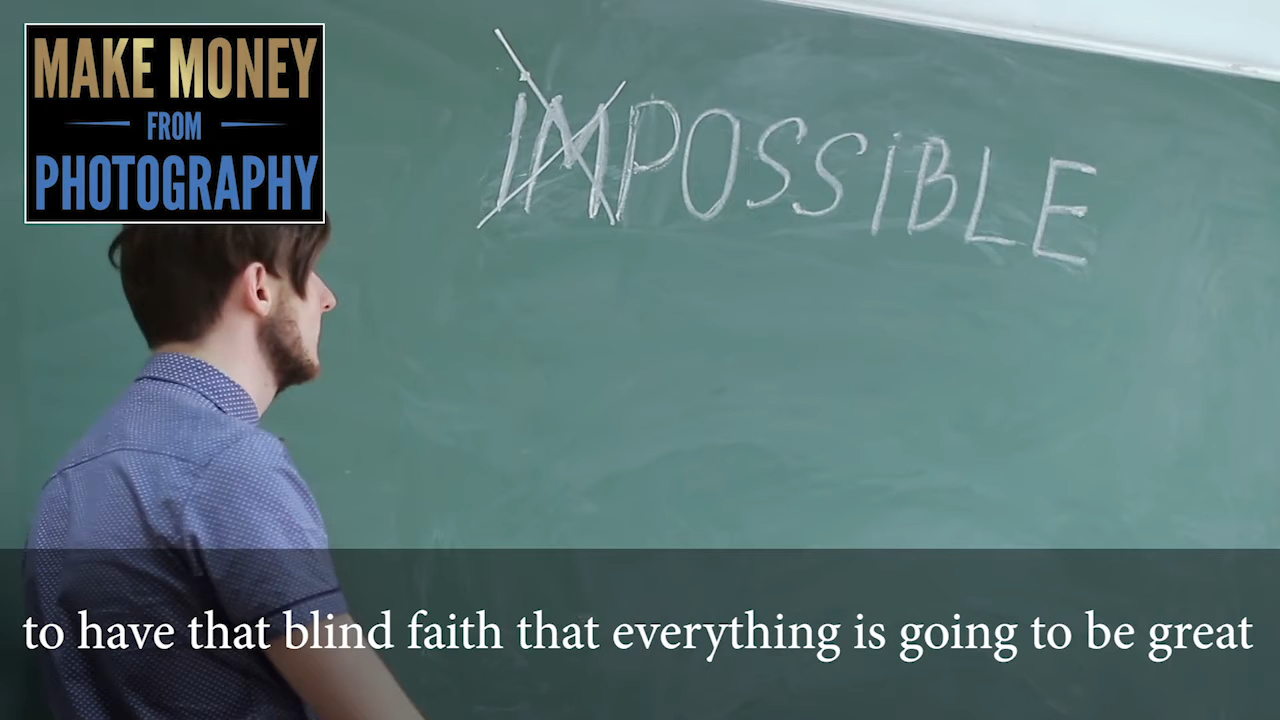 MAKE MONEY
FROM
PHOTOGRAPHY
IMPOSSIBLE
to have that blind faith that everything is going to be great